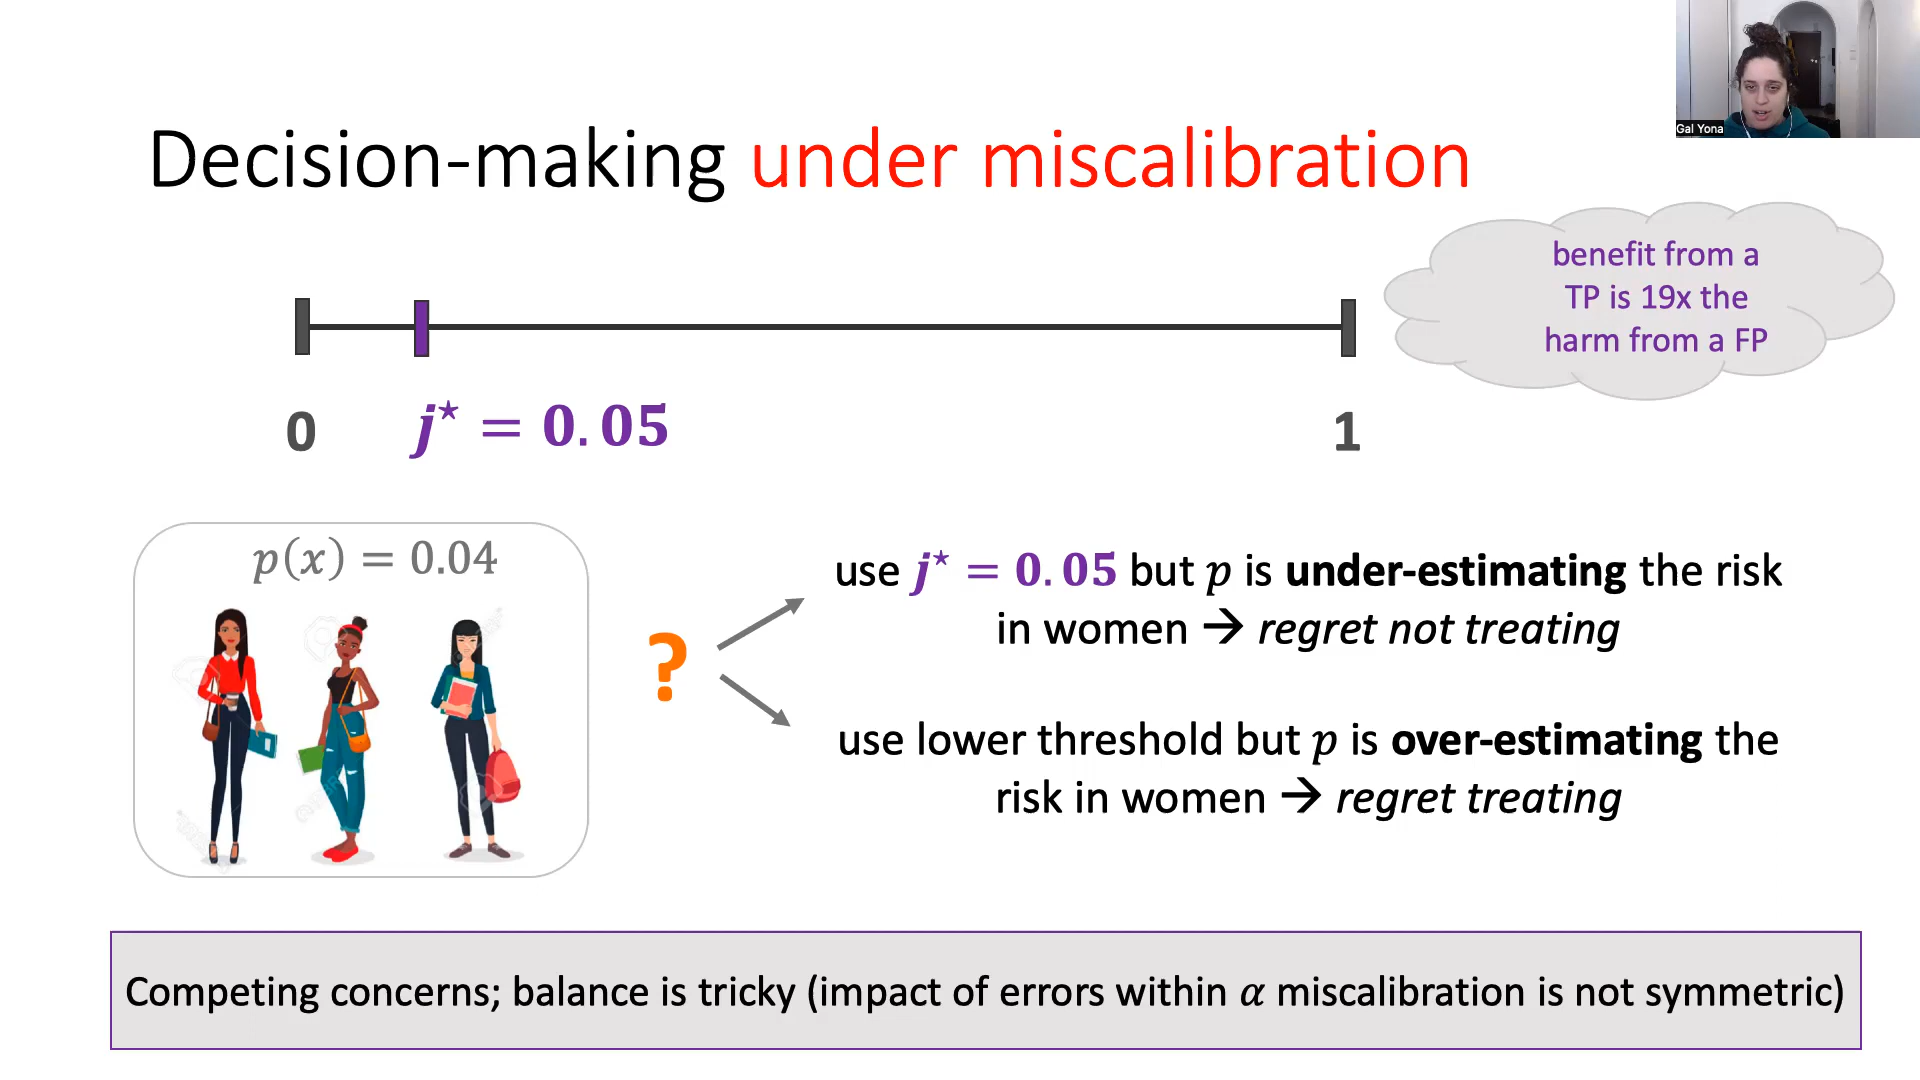 Gal Yona
Decision-making under miscalibration
benefit from a
TP is 19x the
harm from a FP
0
j⋆ = 0.05
1
p(x) = 0.04
?
use j⋆ = 0.05 but p is under-estimating the risk
in women → regret not treating
use lower threshold but p is over-estimating the
risk in women → regret treating
Competing concerns; balance is tricky (impact of errors within α miscalibration is not symmetric)